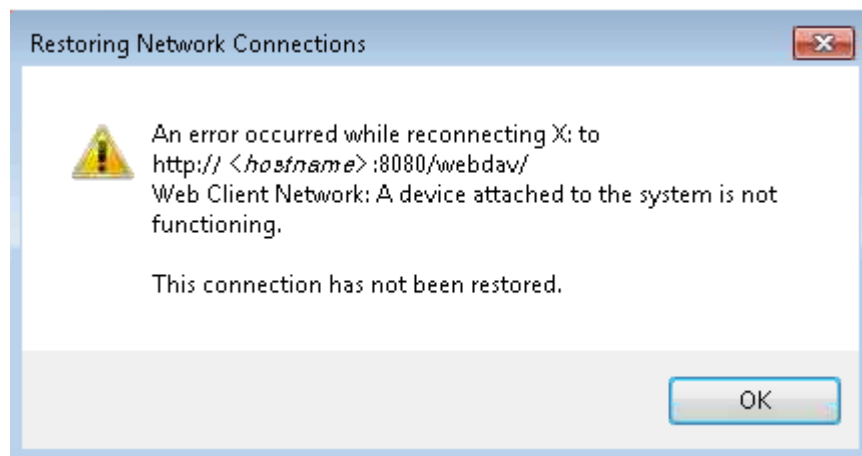 Restoring Network Connections
An error occurred while reconnecting X: to
http:// <hostname>:8080/webdav/
Web Client Network: A device attached to the system is not
functioning.
This connection has not been restored.
OK